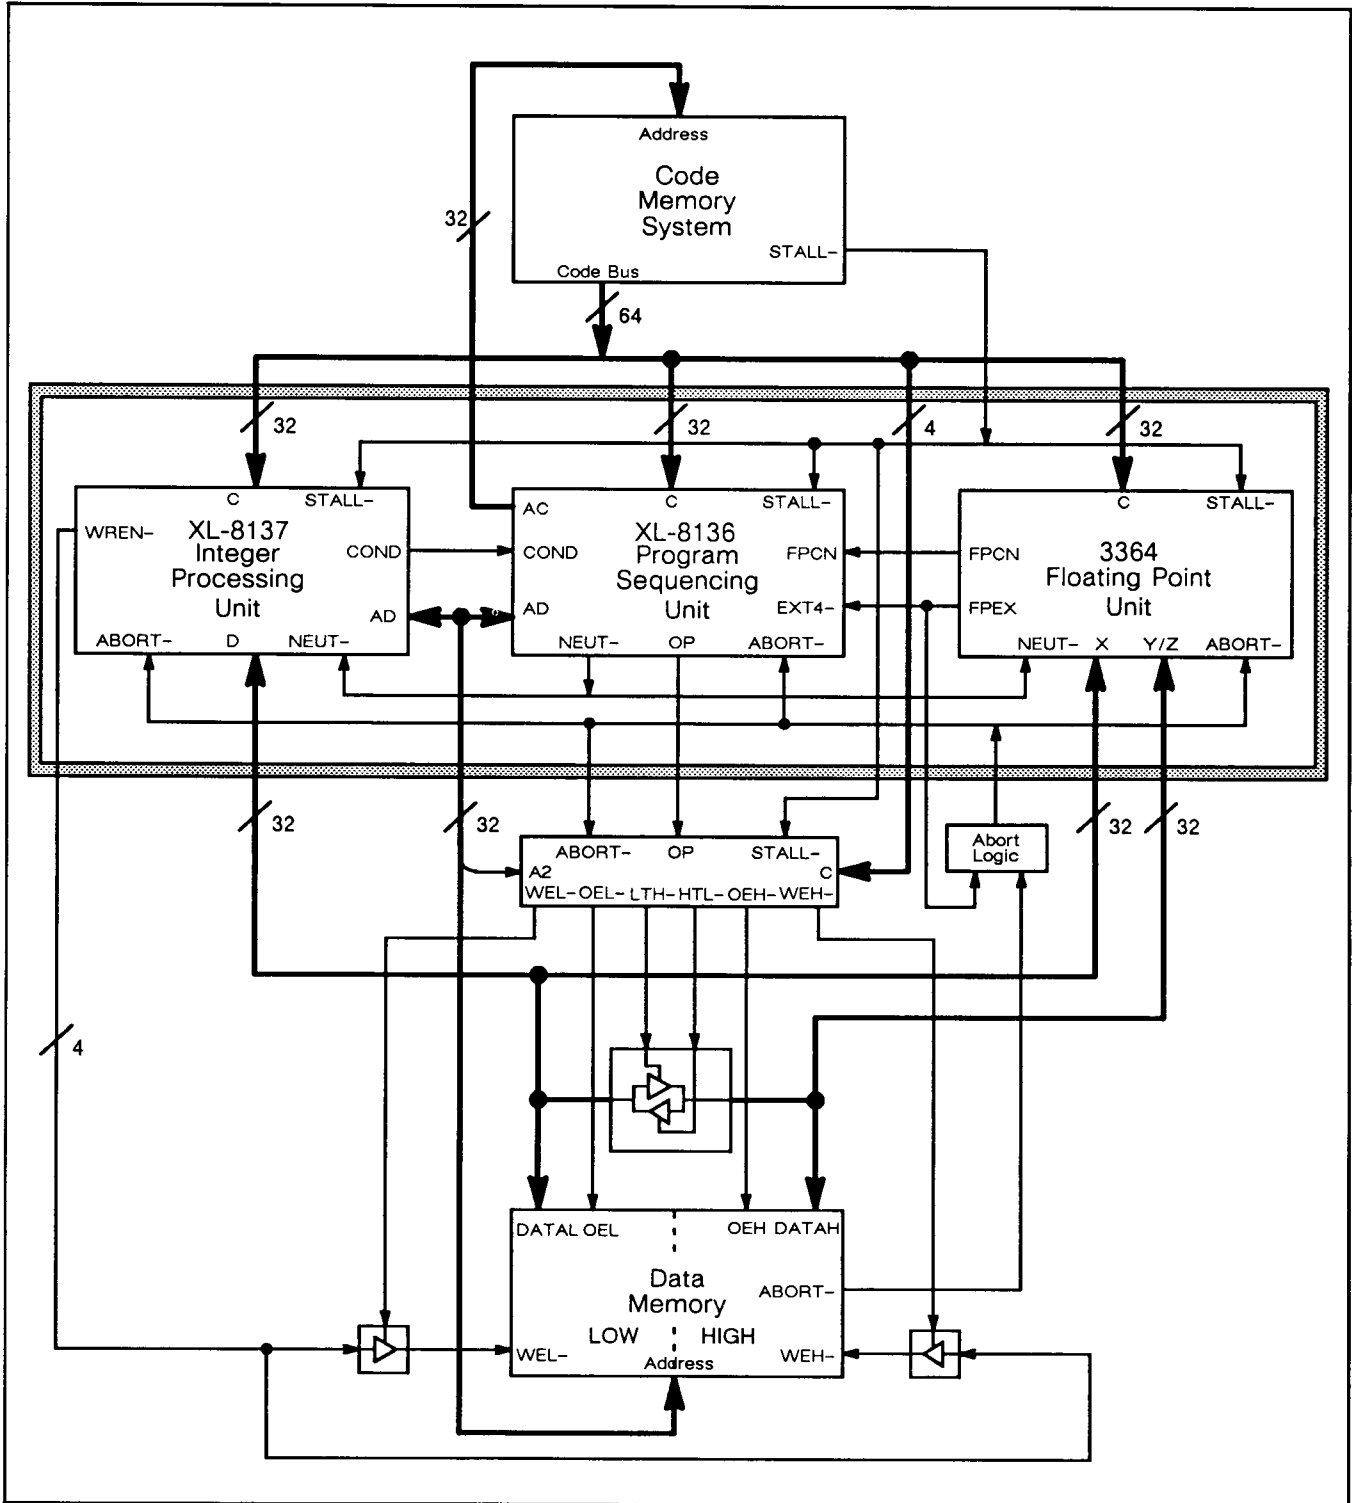 Address
Code
Memory
System
32
STALL-
Code Bus
64
32
32
4
32
C
STALL-
WREN-
XL-8137
Integer
Processing
Unit
COND
AD
ABORT-
D
NEUT-
AC
C
STALL-
XL-8136
Program
Sequencing
Unit
COND
FPCN
AD
EXT4-
NEUT-
OP
ABORT-
C
STALL-
3364
Floating Point
Unit
FPCN
FPEX
NEUT-
X
Y/Z
ABORT-
32
32
32
32
ABORT-
OP
STALL-
A2
C
WEL-
OEL-
LTH-
HTL-
OEH-
WEH-
Abort
Logic
4
DATAL
OEL
OEH
DATAH
Data
Memory
ABORT-
LOW
HIGH
WEL-
WEH-
Address